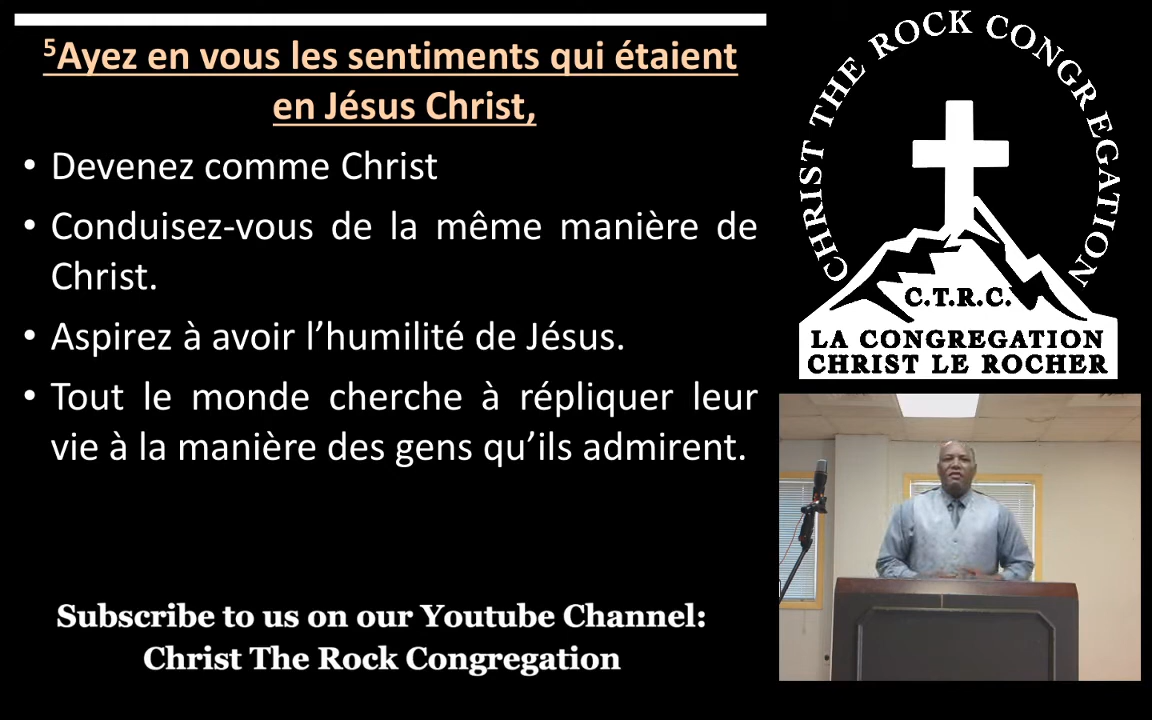 ⁵Ayez en vous les sentiments qui étaient
en Jésus Christ,
• Devenez comme Christ
• Conduisez-vous de la même manière de
Christ.
• Aspirez à avoir l’humilité de Jésus.
• Tout le monde cherche à répliquer leur
vie à la manière des gens qu’ils admirent.
Subscribe to us on our Youtube Channel:
Christ The Rock Congregation
CHRIST THE ROCK CONGREGATION
C.T.R.C.
LA CONGREGATION
CHRIST LE ROCHER